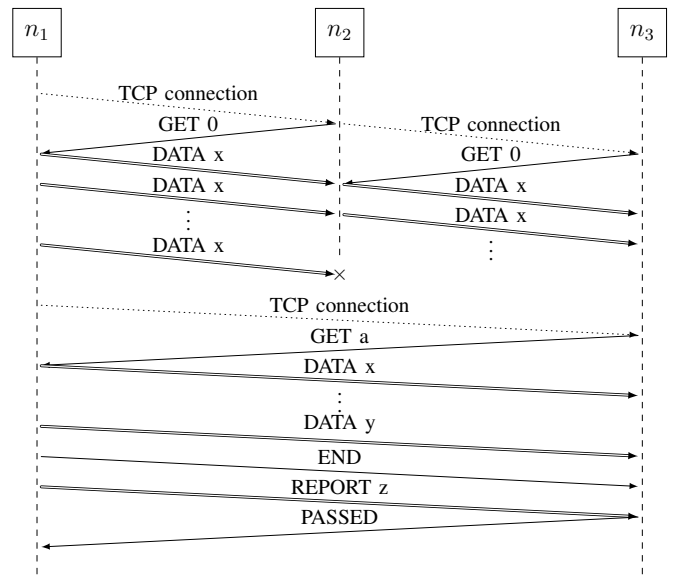 n1 n2 n3
TCP connection
GET 0 TCP connection
DATA x GET 0
DATA x DATA x
⋮ DATA x
DATA x ⋮
×
TCP connection
GET a
DATA x
⋮
DATA y
END
REPORT z
PASSED